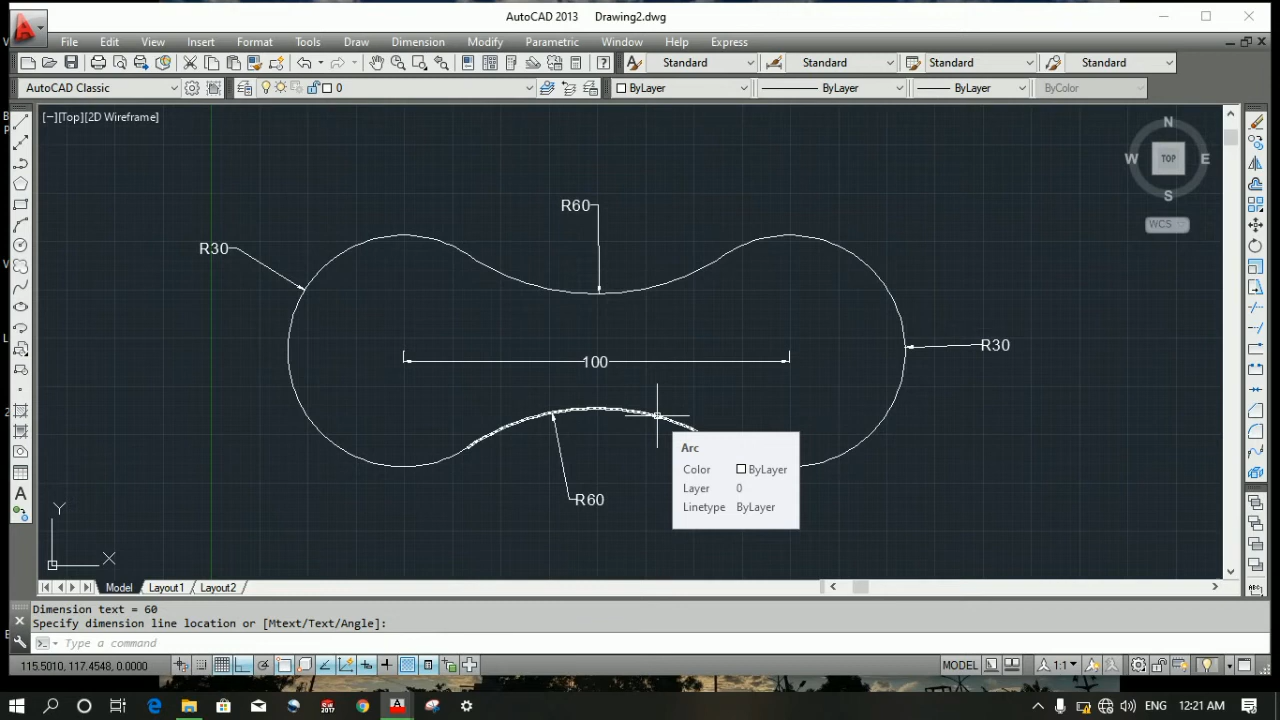 AutoCAD 2013 Drawing2.dwg
File Edit View Insert Format Tools Draw Dimension Modify Parametric Window Help Express
Standard Standard Standard Standard
AutoCAD Classic 0 ByLayer ByLayer ByLayer ByColor
[−][Top][2D Wireframe]
N
W TOP E
S
WCS
R60
R30
R30
100
Arc
Color ByLayer
Layer 0
Linetype ByLayer
R60
Y
X
Model Layout1 Layout2
Dimension text = 60
Specify dimension line location or [Mtext/Text/Angle]:
Type a command
115.5010, 117.4548, 0.0000 MODEL 1:1
2017 ENG 12:21 AM